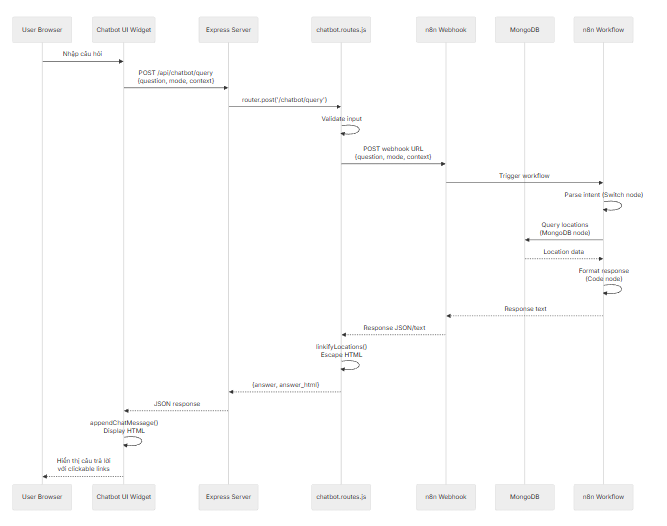 User Browser
Chatbot UI Widget
Express Server
chatbot.routes.js
n8n Webhook
MongoDB
n8n Workflow
Nhập câu hỏi
POST /api/chatbot/query
{question, mode, context}
router.post('/chatbot/query')
Validate input
POST webhook URL
{question, mode, context}
Trigger workflow
Parse intent (Switch node)
Query locations
(MongoDB node)
Location data
Format response
(Code node)
Response text
Response JSON/text
linkifyLocations()
Escape HTML
{answer, answer_html}
JSON response
appendChatMessage()
Display HTML
Hiển thị câu trả lời
với clickable links
User Browser
Chatbot UI Widget
Express Server
chatbot.routes.js
n8n Webhook
MongoDB
n8n Workflow